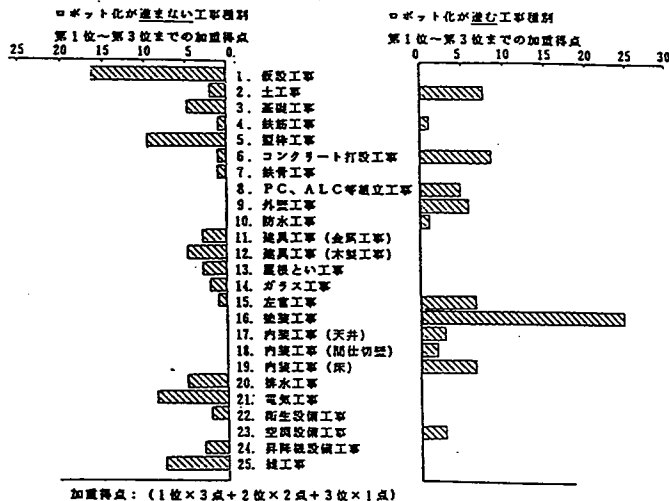 ロボット化が進まない工事種別
第1位～第3位までの加重得点
25 20 15 10 5 0.
ロボット化が進む工事種別
第1位～第3位までの加重得点
0 5 10 15 20 25 30
1. 仮設工事
2. 土工事
3. 基礎工事
4. 鉄筋工事
5. 型枠工事
6. コンクリート打設工事
7. 鉄骨工事
8. PC、ALC等組立工事
9. 外壁工事
10. 防水工事
11. 建具工事(金属工事)
12. 建具工事(木製工事)
13. 屋根とい工事
14. ガラス工事
15. 左官工事
16. 塗装工事
17. 内装工事(天井)
18. 内装工事(間仕切壁)
19. 内装工事(床)
20. 排水工事
21. 電気工事
22. 衛生設備工事
23. 空調設備工事
24. 昇降機設備工事
25. 雑工事
加重得点:(1位×3点+2位×2点+3位×1点)